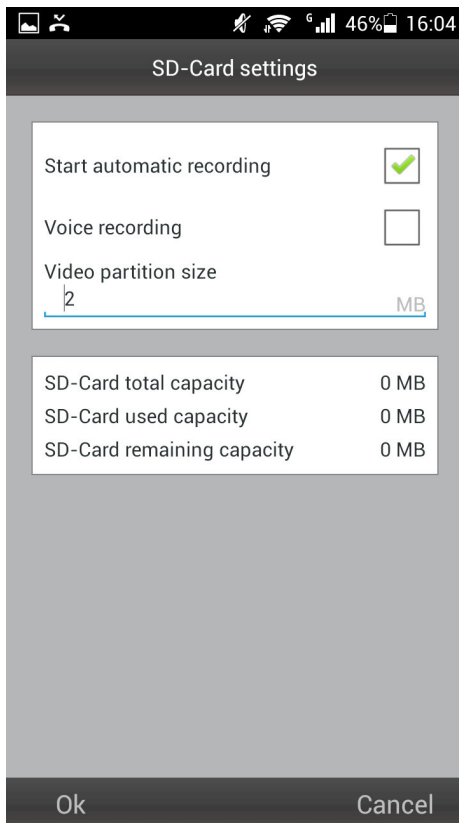 G 46% 16:04
SD-Card settings
Start automatic recording
Voice recording
Video partition size
2 MB
SD-Card total capacity 0 MB
SD-Card used capacity 0 MB
SD-Card remaining capacity 0 MB
Ok Cancel